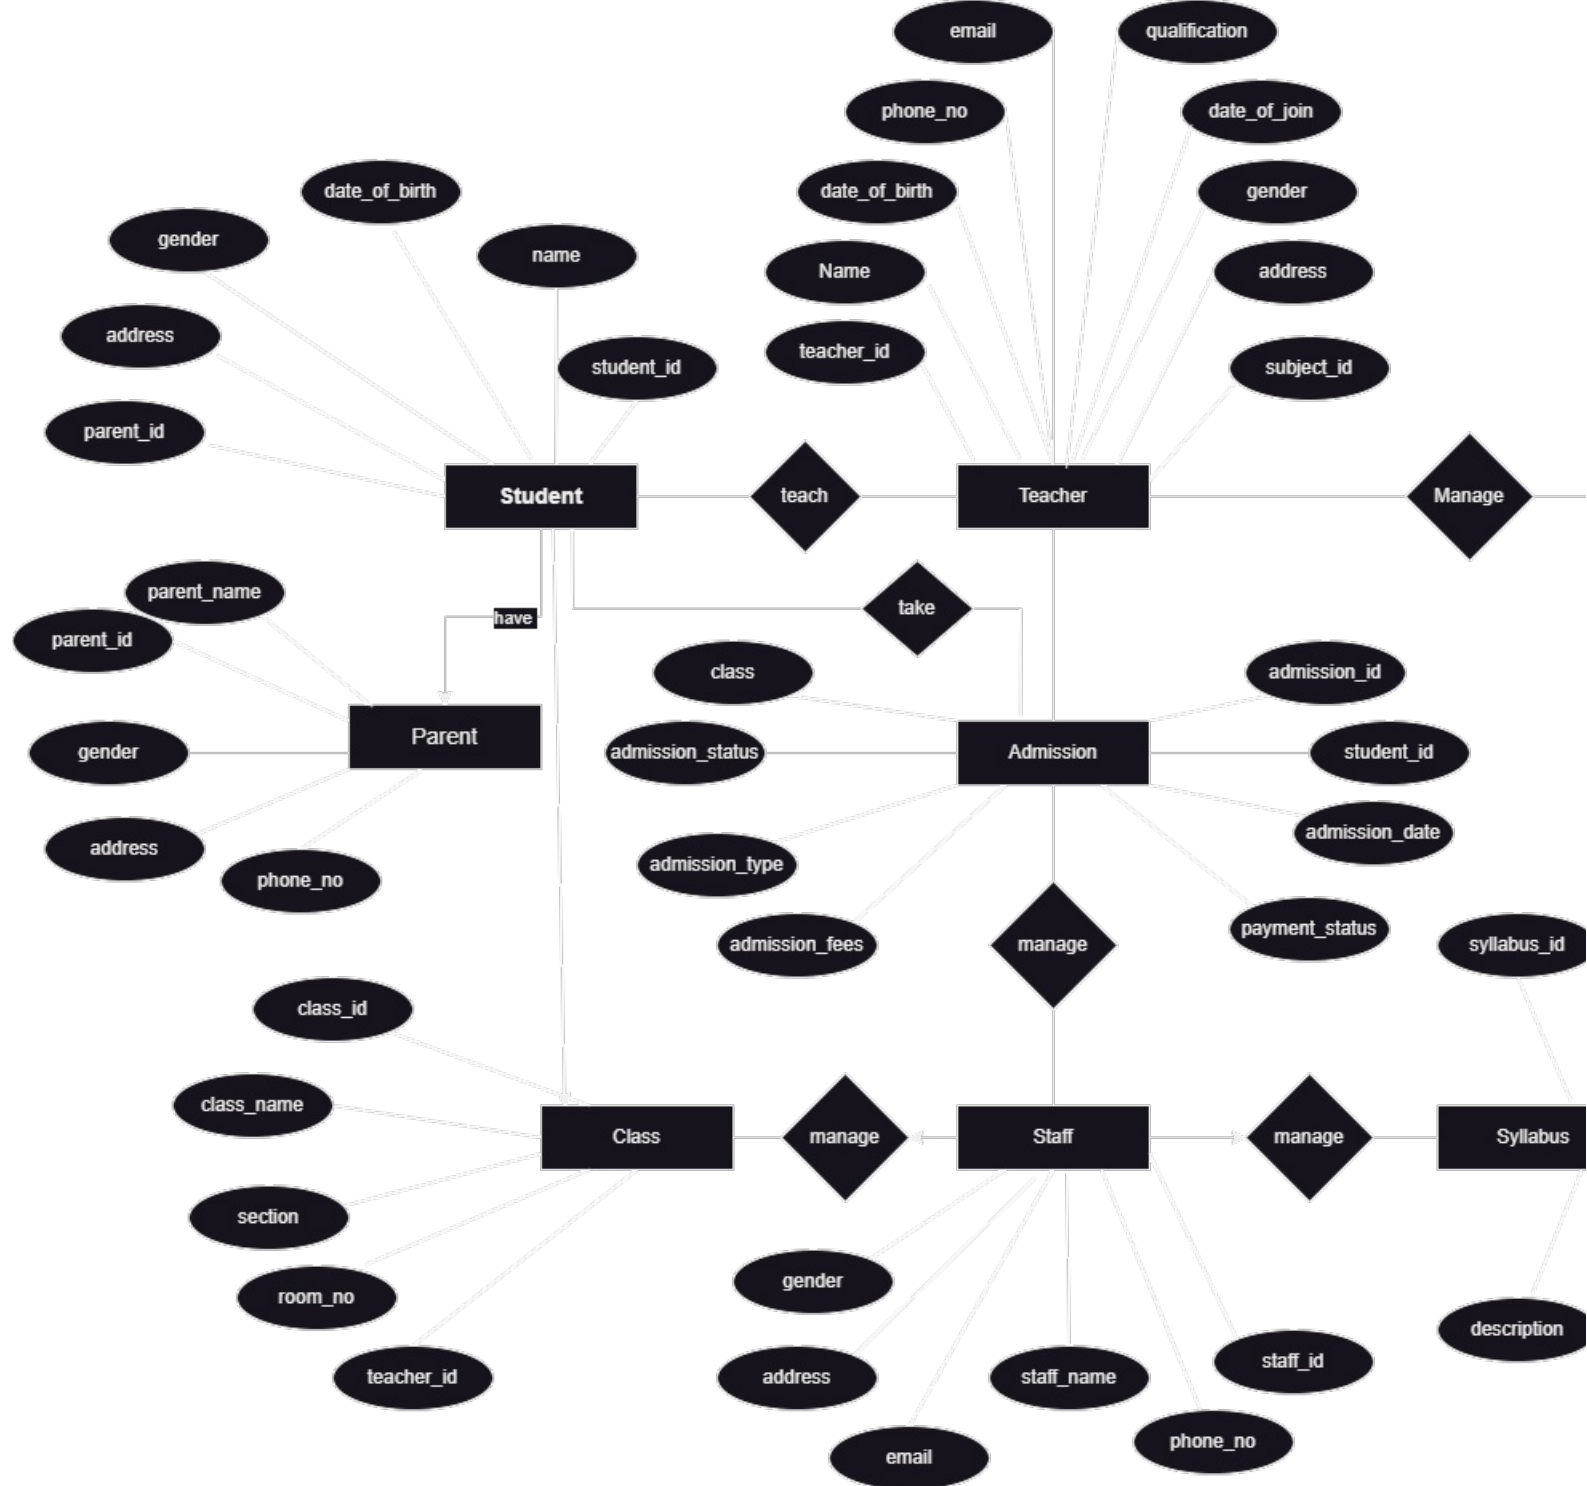 email
qualification
phone_no
date_of_join
date_of_birth
date_of_birth
gender
gender
name
Name
address
address
teacher_id
student_id
subject_id
parent_id
Student
teach
Teacher
Manage
parent_name
take
have
parent_id
class
admission_id
Parent
gender
admission_status
Admission
student_id
admission_date
address
admission_type
phone_no
payment_status
admission_fees
manage
syllabus_id
class_id
class_name
Class
manage
Staff
manage
Syllabus
section
gender
room_no
description
staff_id
teacher_id
address
staff_name
phone_no
email